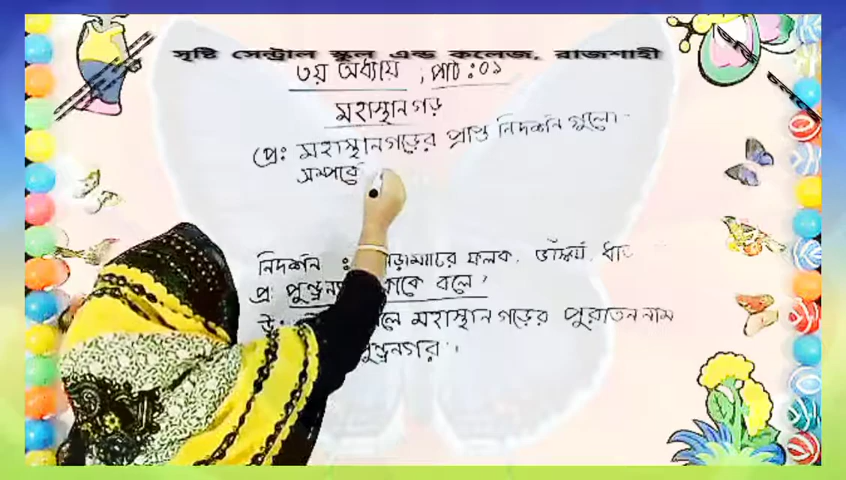 সৃষ্টি সেন্ট্রাল স্কুল এন্ড কলেজ, রাজশাহী
৩য় অধ্যায়, পাঠ : ০১
মহাস্থানগড়
প্রঃ মহাস্থানগড়ের প্রাপ্ত নিদর্শন গুলো
সম্পর্কে
নিদর্শন : ফলক, ভাস্কর্য, ধাত
প্রঃ কাকে বলে ?
উঃ মহাস্থানগড়ের পুরাতন নাম
পুন্ড্রনগর ।